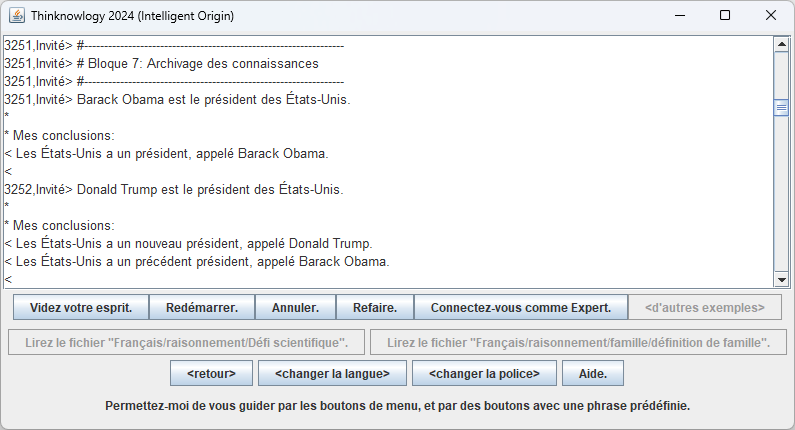 Thinknowlogy 2024 (Intelligent Origin)
3251,Invité> #-----------------------------------------------------------------
3251,Invité> # Bloque 7: Archivage des connaissances
3251,Invité> #-----------------------------------------------------------------
3251,Invité> Barack Obama est le président des États-Unis.
*
* Mes conclusions:
< Les États-Unis a un président, appelé Barack Obama.
<
3252,Invité> Donald Trump est le président des États-Unis.
*
* Mes conclusions:
< Les États-Unis a un nouveau président, appelé Donald Trump.
< Les États-Unis a un précédent président, appelé Barack Obama.
<
Videz votre esprit. Redémarrer. Annuler. Refaire. Connectez-vous comme Expert. <d'autres exemples>
Lirez le fichier "Français/raisonnement/Défi scientifique". Lirez le fichier "Français/raisonnement/famille/définition de famille".
<retour> <changer la langue> <changer la police> Aide.
Permettez-moi de vous guider par les boutons de menu, et par des boutons avec une phrase prédéfinie.